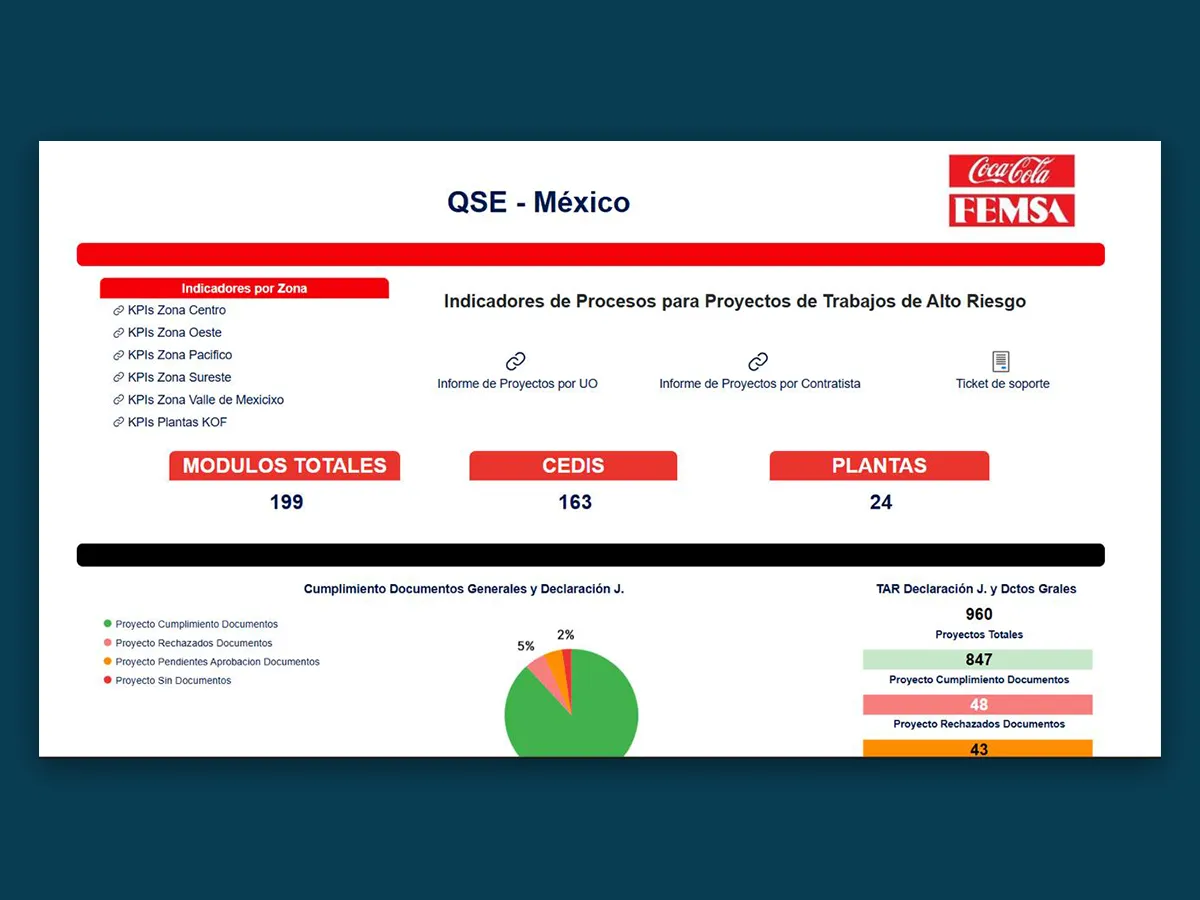 Coca-Cola
FEMSA
QSE - México
Indicadores por Zona
KPIs Zona Centro
KPIs Zona Oeste
KPIs Zona Pacifico
KPIs Zona Sureste
KPIs Zona Valle de Mexicixo
KPIs Plantas KOF
Indicadores de Procesos para Proyectos de Trabajos de Alto Riesgo
Informe de Proyectos por UO
Informe de Proyectos por Contratista
Ticket de soporte
MODULOS TOTALES
199
CEDIS
163
PLANTAS
24
Cumplimiento Documentos Generales y Declaración J.
Proyecto Cumplimiento Documentos
Proyecto Rechazados Documentos
Proyecto Pendientes Aprobacion Documentos
Proyecto Sin Documentos
5%
2%
TAR Declaración J. y Dctos Grales
960
Proyectos Totales
847
Proyecto Cumplimiento Documentos
48
Proyecto Rechazados Documentos
43